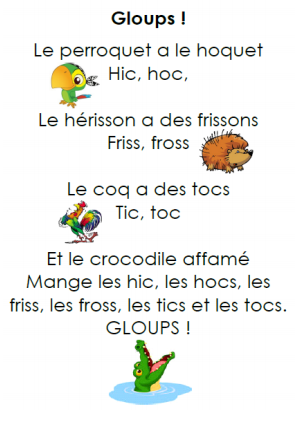 Gloups !
Le perroquet a le hoquet
Hic, hoc,
Le hérisson a des frissons
Friss, fross
Le coq a des tocs
Tic, toc
Et le crocodile affamé
Mange les hic, les hocs, les
friss, les fross, les tics et les tocs.
GLOUPS !